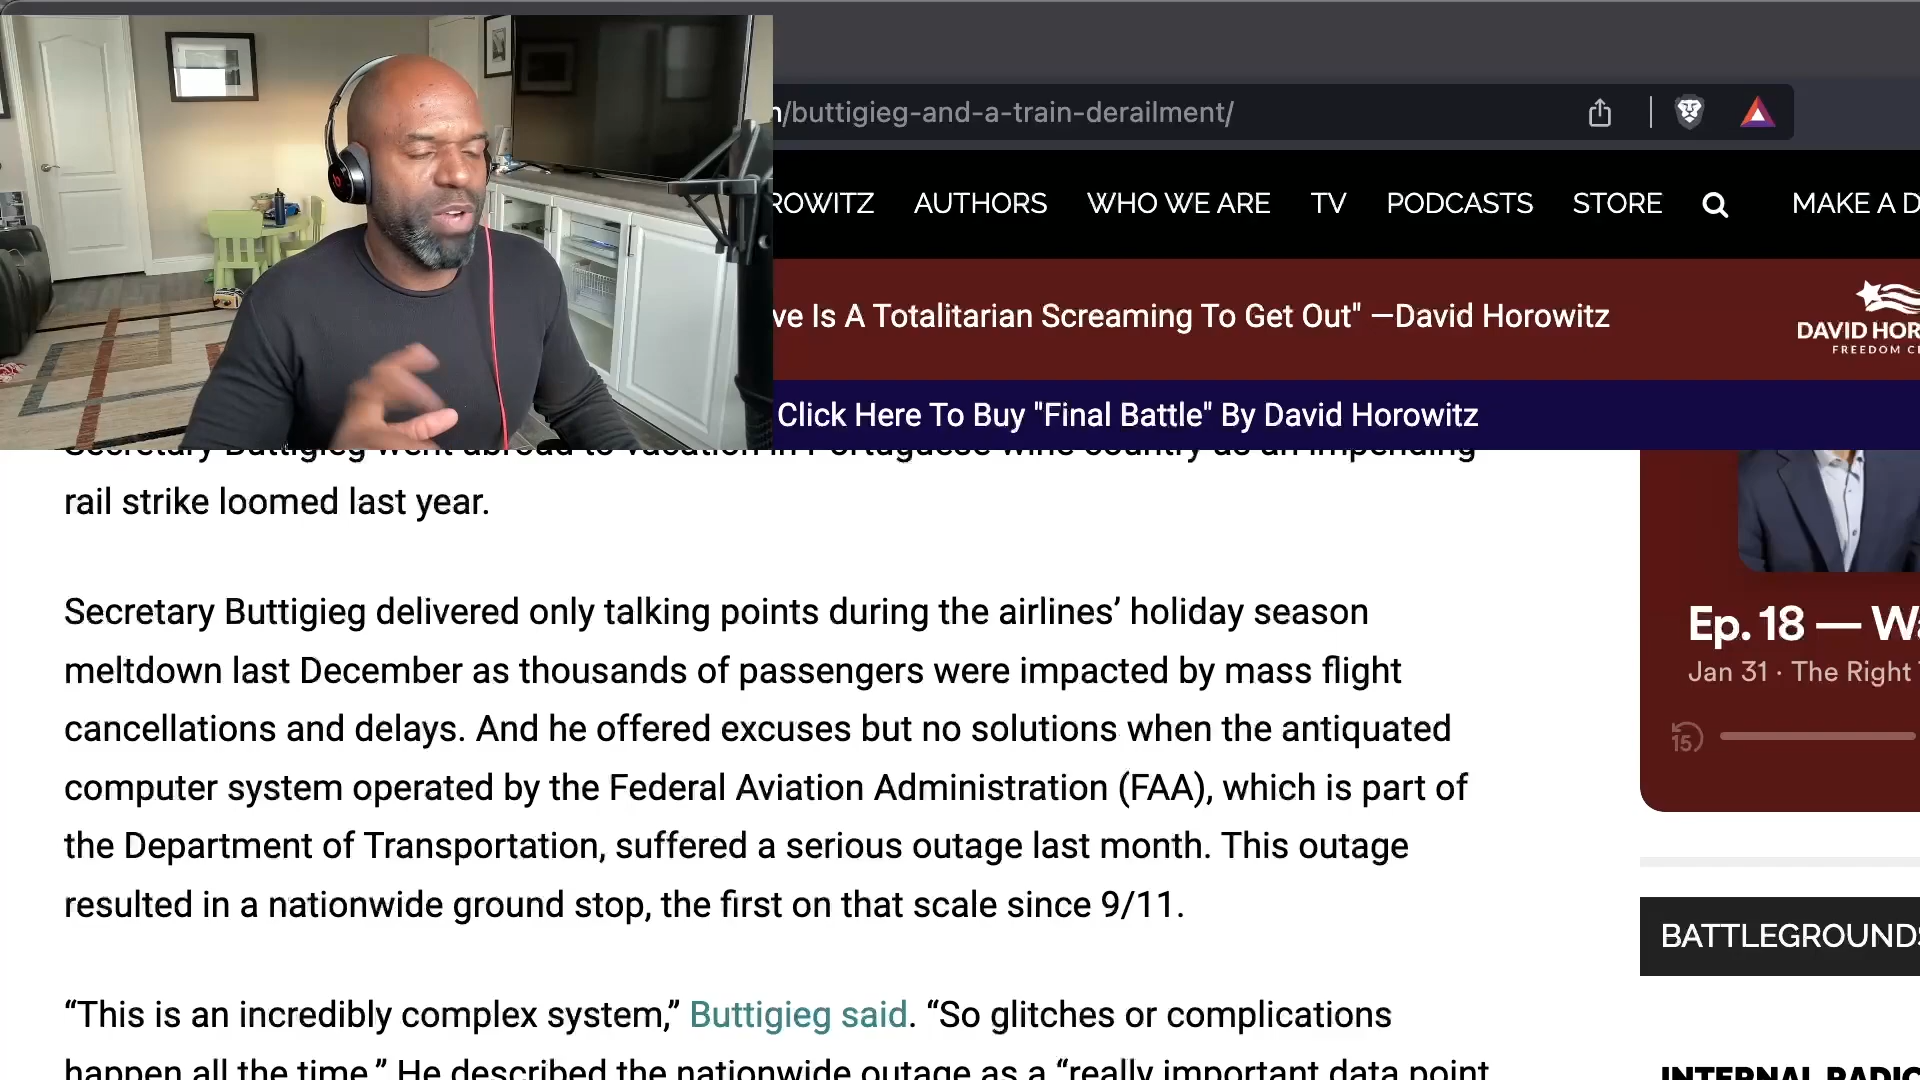 /buttigieg-and-a-train-derailment/
ROWITZ AUTHORS WHO WE ARE TV PODCASTS STORE MAKE A D
ve Is A Totalitarian Screaming To Get Out" —David Horowitz
DAVID HOR
FREEDOM CE
Click Here To Buy "Final Battle" By David Horowitz
Secretary Buttigieg went abroad to vacation in Portuguese wine country as an impending
rail strike loomed last year.
Secretary Buttigieg delivered only talking points during the airlines’ holiday season
meltdown last December as thousands of passengers were impacted by mass flight
cancellations and delays. And he offered excuses but no solutions when the antiquated
computer system operated by the Federal Aviation Administration (FAA), which is part of
the Department of Transportation, suffered a serious outage last month. This outage
resulted in a nationwide ground stop, the first on that scale since 9/11.
“This is an incredibly complex system,” Buttigieg said. “So glitches or complications
happen all the time.” He described the nationwide outage as a “really important data point
Ep. 18 — Wa
Jan 31 · The Right
15
BATTLEGROUNDS
INTERNAL RADIC